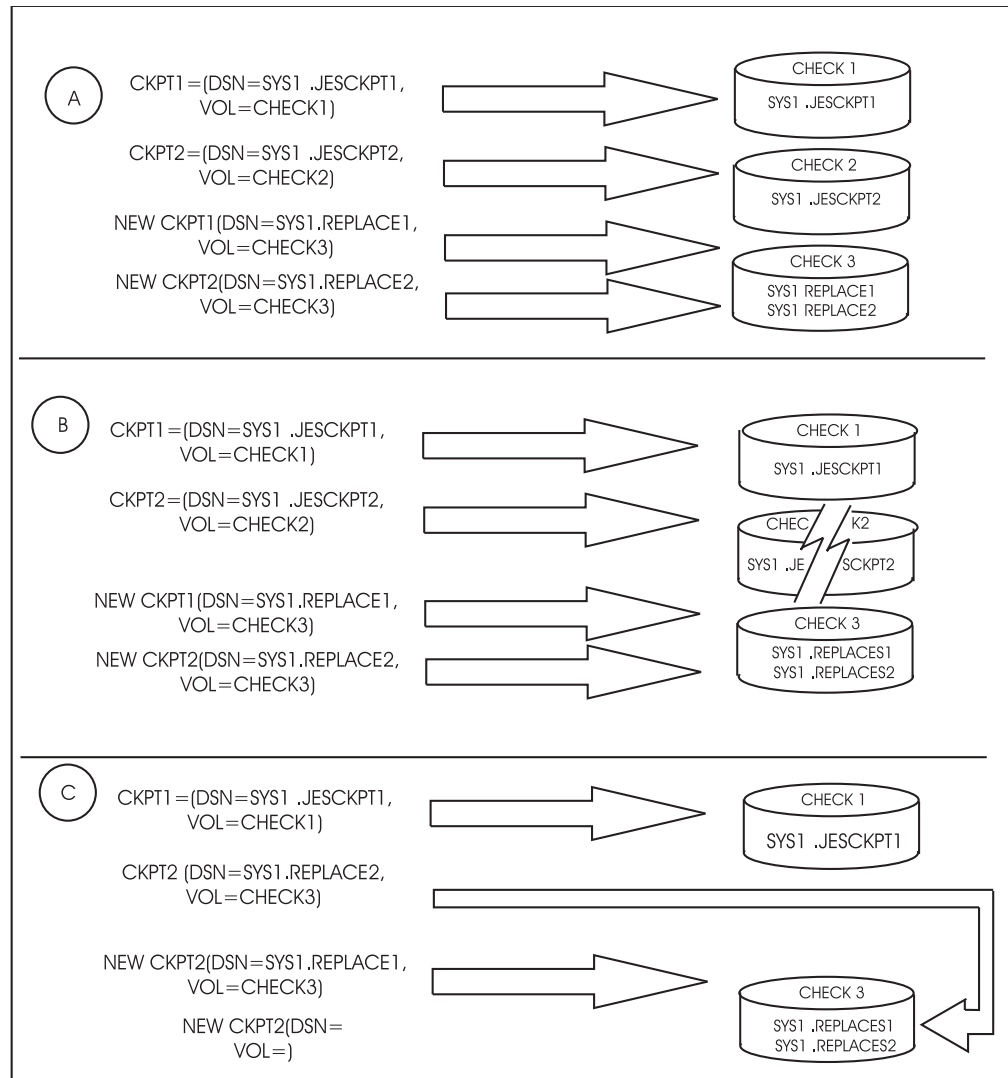 A
CKPT1=(DSN=SYS1 .JESCKPT1,
VOL=CHECK1)
CHECK 1
SYS1 .JESCKPT1
CKPT2=(DSN=SYS1 .JESCKPT2,
VOL=CHECK2)
CHECK 2
SYS1 .JESCKPT2
NEW CKPT1(DSN=SYS1.REPLACE1,
VOL=CHECK3)
NEW CKPT2(DSN=SYS1.REPLACE2,
VOL=CHECK3)
CHECK 3
SYS1 REPLACE1
SYS1 REPLACE2
B
CKPT1=(DSN=SYS1 .JESCKPT1,
VOL=CHECK1)
CHECK 1
SYS1 .JESCKPT1
CKPT2=(DSN=SYS1 .JESCKPT2,
VOL=CHECK2)
CHEC K2
SYS1 .JE SCKPT2
NEW CKPT1(DSN=SYS1.REPLACE1,
VOL=CHECK3)
NEW CKPT2(DSN=SYS1.REPLACE2,
VOL=CHECK3)
CHECK 3
SYS1 .REPLACES1
SYS1 .REPLACES2
C
CKPT1=(DSN=SYS1 .JESCKPT1,
VOL=CHECK1)
CHECK 1
SYS1 .JESCKPT1
CKPT2 (DSN=SYS1.REPLACE2,
VOL=CHECK3)
NEW CKPT2(DSN=SYS1.REPLACE1,
VOL=CHECK3)
NEW CKPT2(DSN=
VOL=)
CHECK 3
SYS1 .REPLACES1
SYS1 .REPLACES2